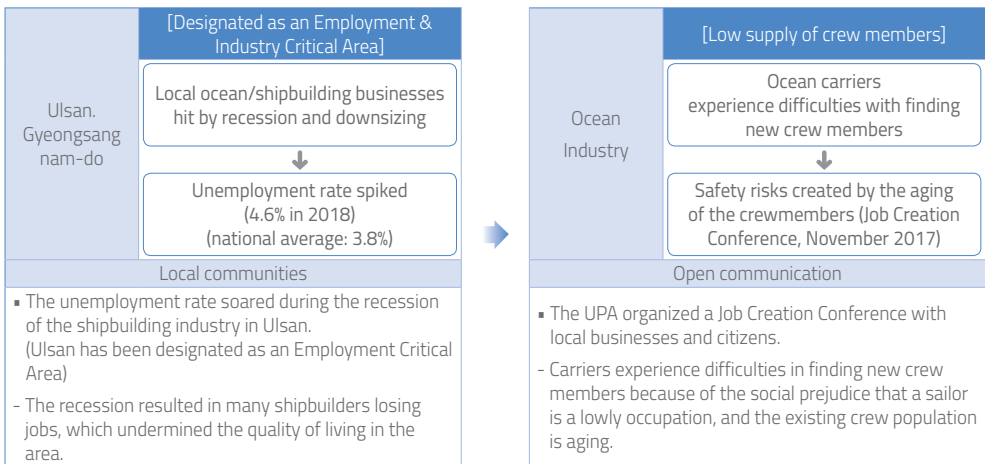 [Designated as an Employment &
Industry Critical Area]
Ulsan.
Gyeongsang
nam-do
Local ocean/shipbuilding businesses
hit by recession and downsizing
Unemployment rate spiked
(4.6% in 2018)
(national average: 3.8%)
Local communities
▪ The unemployment rate soared during the recession
of the shipbuilding industry in Ulsan.
(Ulsan has been designated as an Employment Critical
Area)
- The recession resulted in many shipbuilders losing
jobs, which undermined the quality of living in the
area.
[Low supply of crew members]
Ocean
Industry
Ocean carriers
experience difficulties with finding
new crew members
Safety risks created by the aging
of the crewmembers (Job Creation
Conference, November 2017)
Open communication
▪ The UPA organized a Job Creation Conference with
local businesses and citizens.
- Carriers experience difficulties in finding new crew
members because of the social prejudice that a sailor
is a lowly occupation, and the existing crew population
is aging.